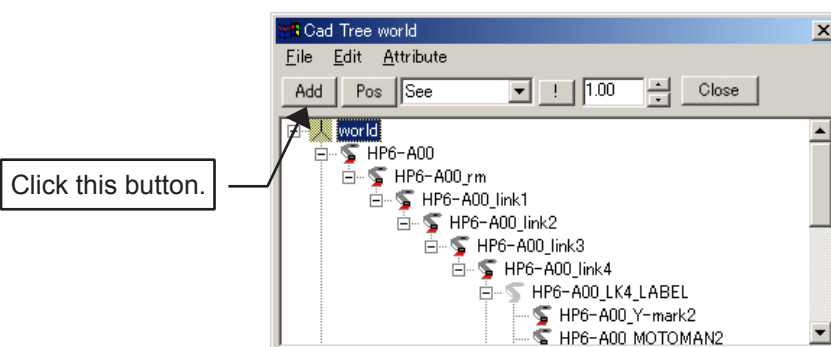 Cad Tree world
File Edit Attribute
Add Pos See ! 1.00 Close
world
HP6-A00
HP6-A00_rm
Click this button.
HP6-A00_link1
HP6-A00_link2
HP6-A00_link3
HP6-A00_link4
HP6-A00_LK4_LABEL
HP6-A00_Y-mark2
HP6-A00_MOTOMAN2